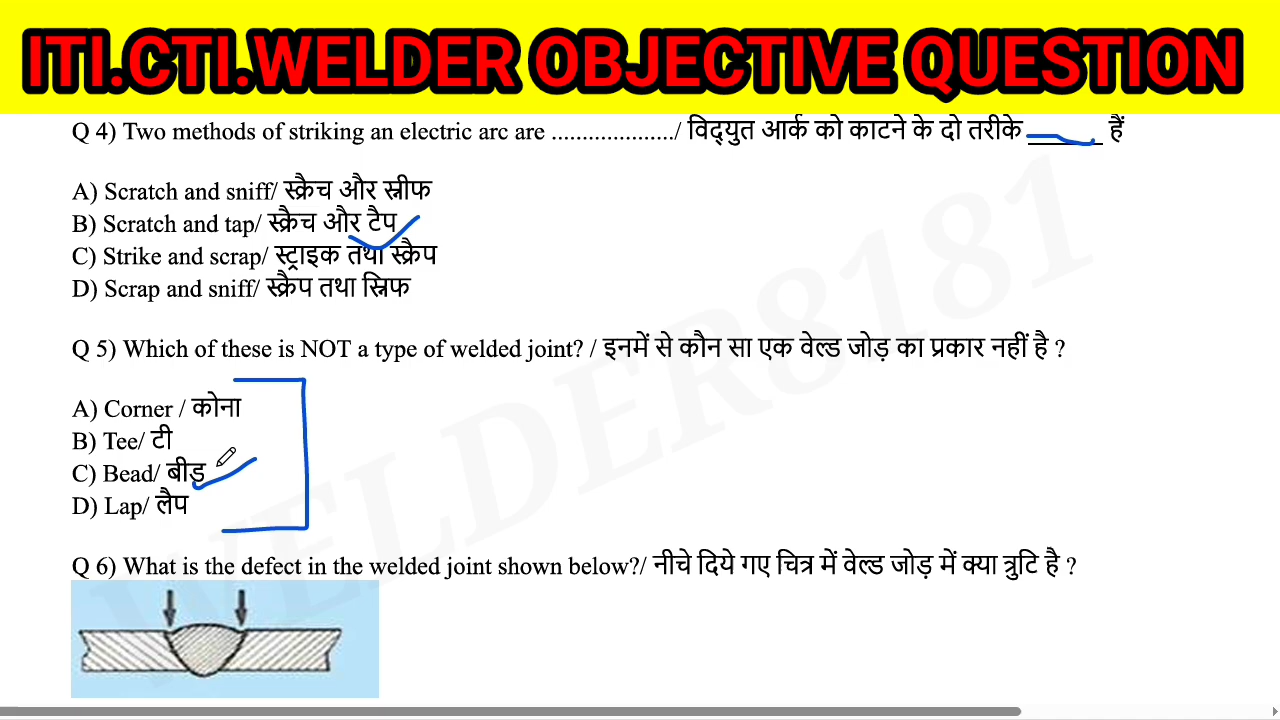 ITI.CTI.WELDER OBJECTIVE QUESTION
Q 4) Two methods of striking an electric arc are ..................../ विद्युत आर्क को काटने के दो तरीके ______ हैं
A) Scratch and sniff/ स्क्रैच और स्नीफ
B) Scratch and tap/ स्क्रैच और टैप
C) Strike and scrap/ स्ट्राइक तथा स्क्रैप
D) Scrap and sniff/ स्क्रैप तथा स्निफ
Q 5) Which of these is NOT a type of welded joint? / इनमें से कौन सा एक वेल्ड जोड़ का प्रकार नहीं है ?
A) Corner / कोना
B) Tee/ टी
C) Bead/ बीड
D) Lap/ लैप
Q 6) What is the defect in the welded joint shown below?/ नीचे दिये गए चित्र में वेल्ड जोड़ में क्या त्रुटि है ?
WELDER8181